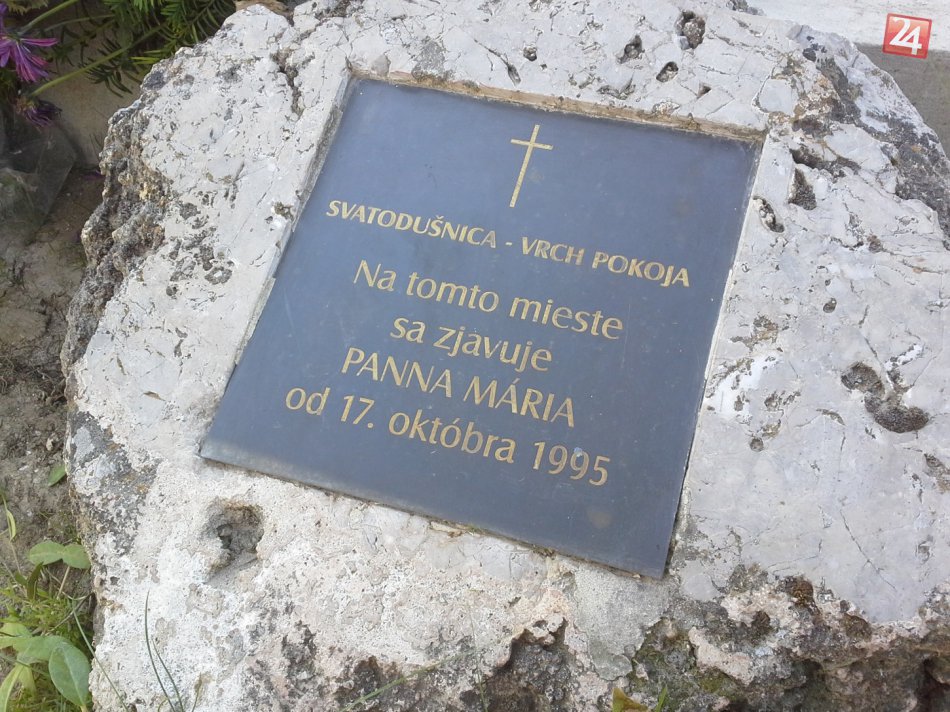 24
SVATODUŠNICA - VRCH POKOJA
Na tomto mieste
sa zjavuje
PANNA MÁRIA
od 17. októbra 1995